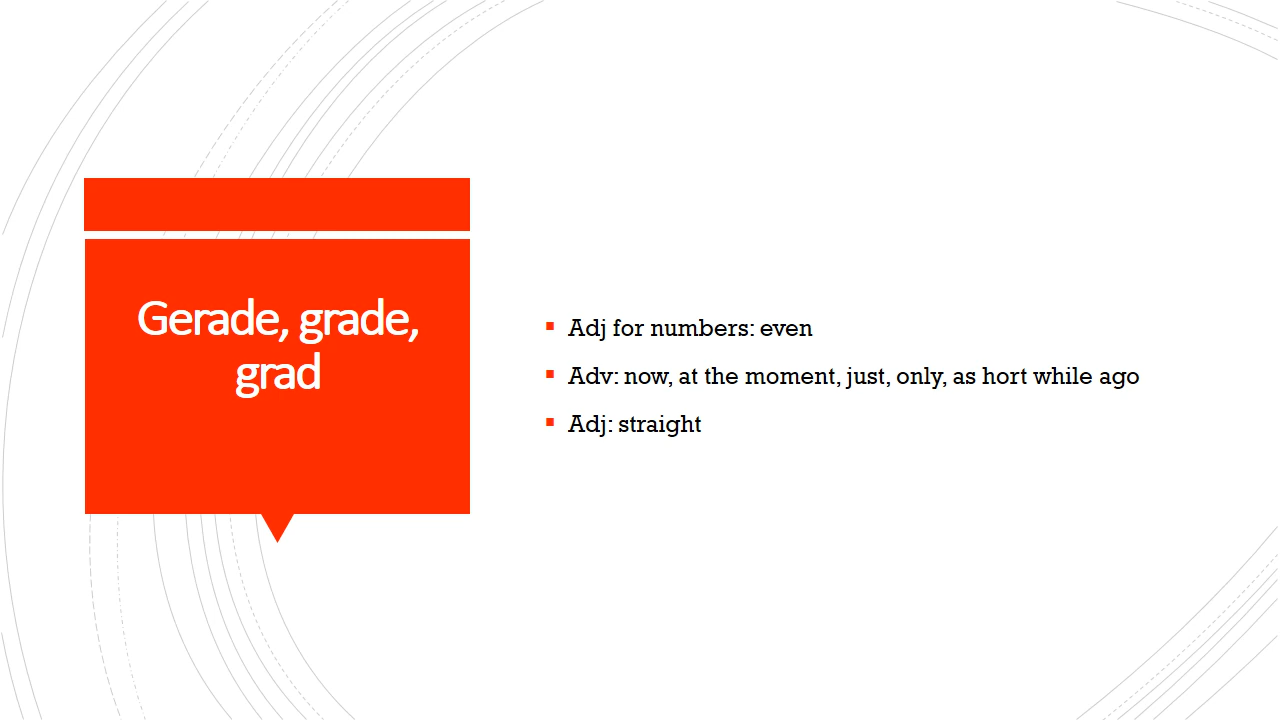 Gerade, grade,
grad
Adj for numbers: even
Adv: now, at the moment, just, only, as hort while ago
Adj: straight